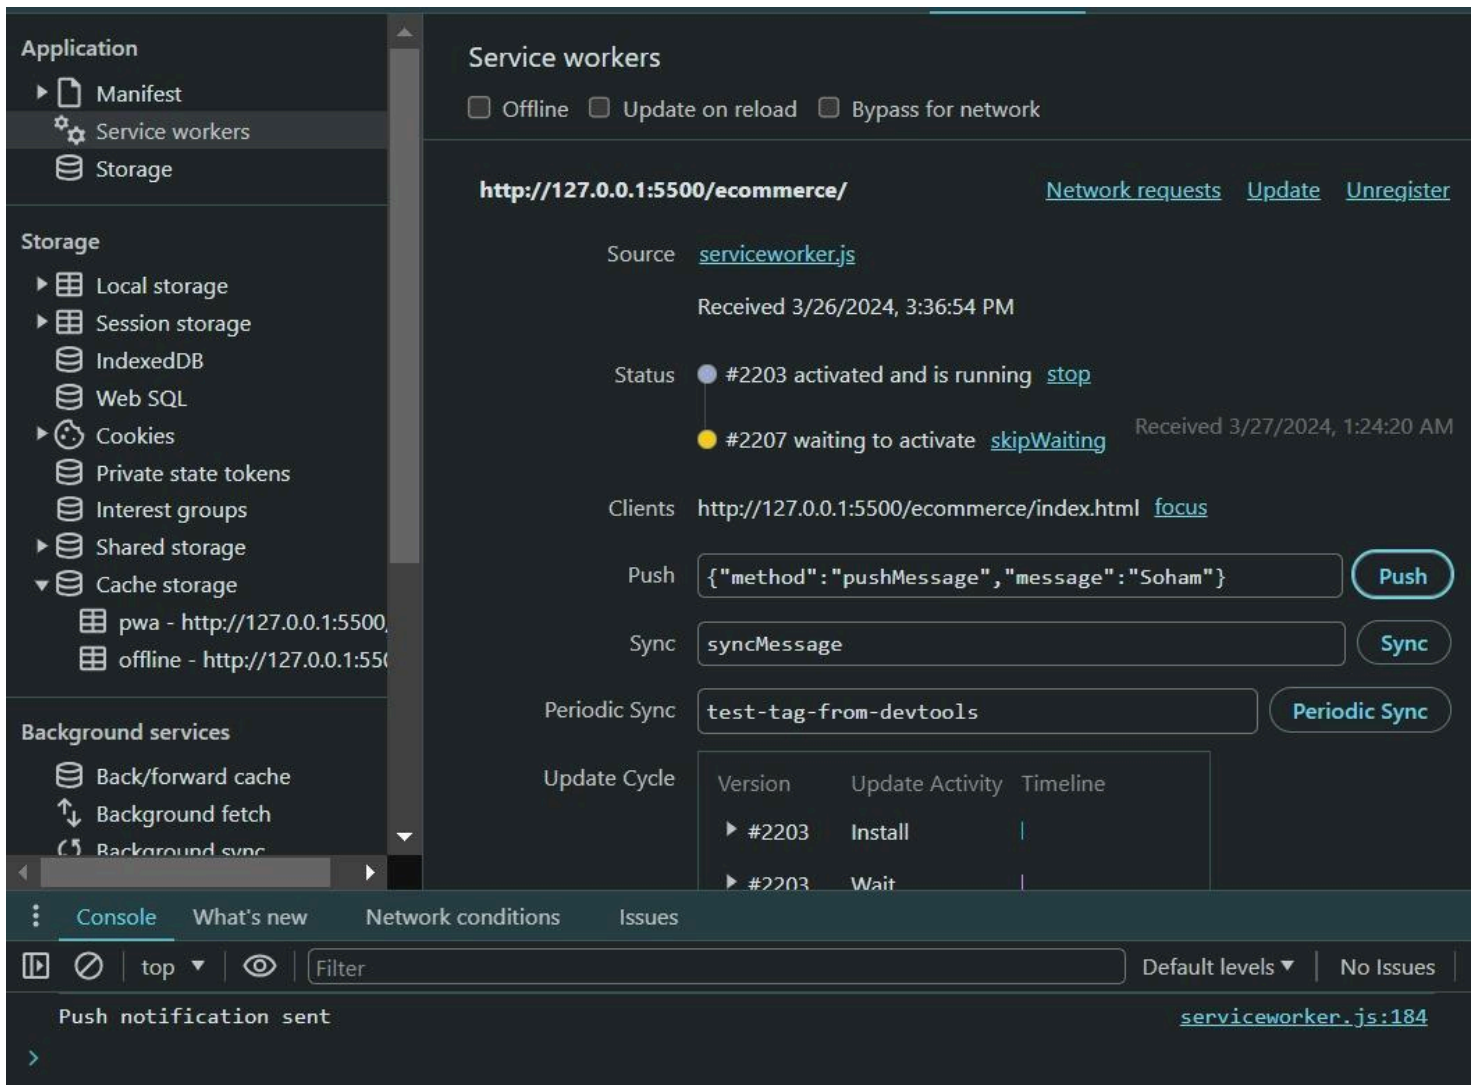 Application
Manifest
Service workers
Storage
Storage
Local storage
Session storage
IndexedDB
Web SQL
Cookies
Private state tokens
Interest groups
Shared storage
Cache storage
pwa - http://127.0.0.1:5500,
offline - http://127.0.0.1:550
Background services
Back/forward cache
Background fetch
Background sync
Service workers
Offline Update on reload Bypass for network
http://127.0.0.1:5500/ecommerce/ Network requests Update Unregister
Source serviceworker.js
Received 3/26/2024, 3:36:54 PM
Status #2203 activated and is running stop
#2207 waiting to activate skipWaiting Received 3/27/2024, 1:24:20 AM
Clients http://127.0.0.1:5500/ecommerce/index.html focus
Push {"method":"pushMessage","message":"Soham"} Push
Sync syncMessage Sync
Periodic Sync test-tag-from-devtools Periodic Sync
Update Cycle Version Update Activity Timeline
#2203 Install
#2203 Wait
Console What's new Network conditions Issues
top Filter Default levels No Issues
Push notification sent serviceworker.js:184